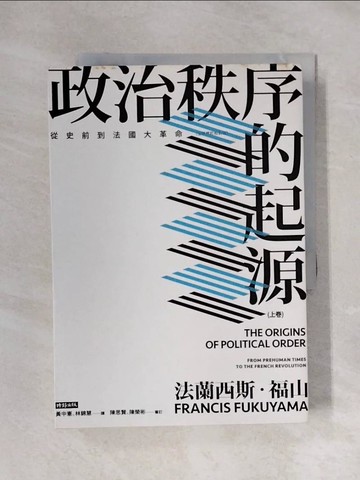 政治秩序的起源
從史前到法國大革命
(上卷)
THE ORIGINS
OF POLITICAL ORDER
FROM PREHUMAN TIMES
TO THE FRENCH REVOLUTION
法蘭西斯·福山
FRANCIS FUKUYAMA
時報出版